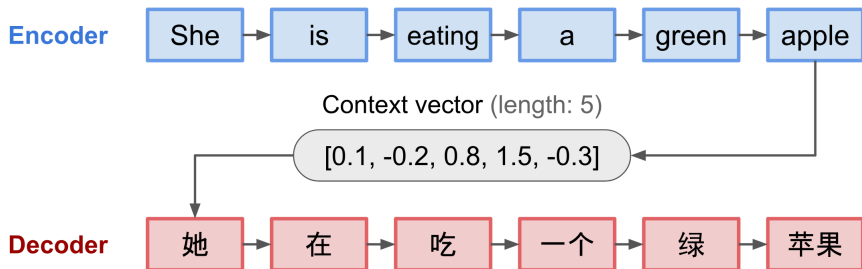 Encoder She is eating a green apple
Context vector (length: 5)
[0.1, -0.2, 0.8, 1.5, -0.3]
Decoder 她 在 吃 一个 绿 苹果